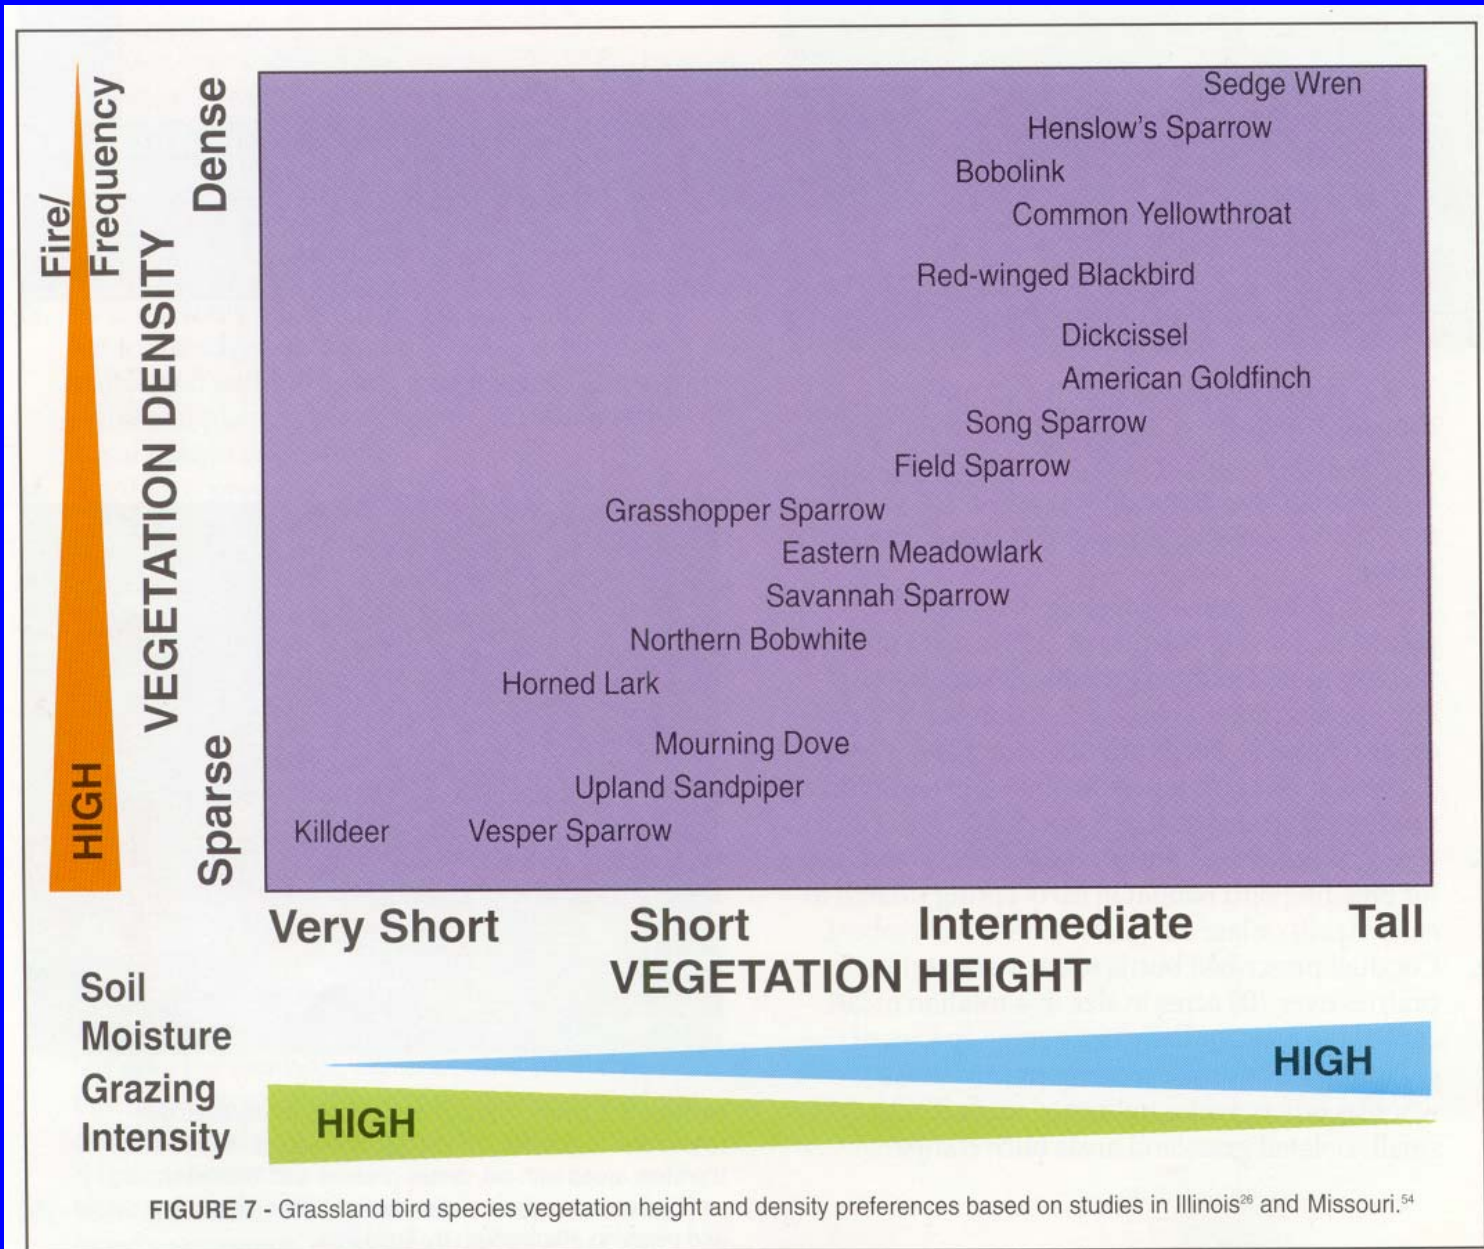 Fire/
Frequency
HIGH
VEGETATION DENSITY
Dense
Sparse
Sedge Wren
Henslow's Sparrow
Bobolink
Common Yellowthroat
Red-winged Blackbird
Dickcissel
American Goldfinch
Song Sparrow
Field Sparrow
Grasshopper Sparrow
Eastern Meadowlark
Savannah Sparrow
Northern Bobwhite
Horned Lark
Mourning Dove
Upland Sandpiper
Killdeer Vesper Sparrow
Very Short Short Intermediate Tall
VEGETATION HEIGHT
Soil
Moisture
HIGH
Grazing
Intensity
HIGH
FIGURE 7 - Grassland bird species vegetation height and density preferences based on studies in Illinois²⁶ and Missouri.⁵⁴